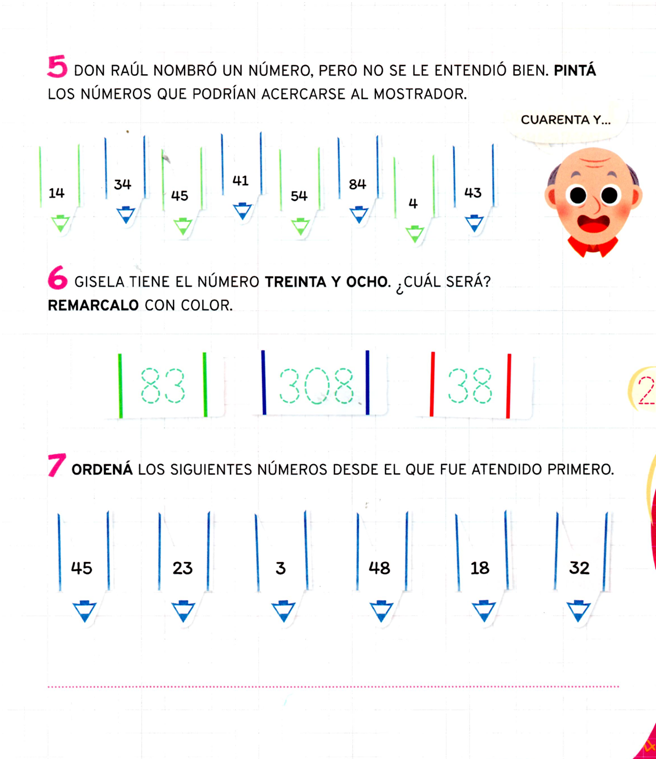 5 DON RAÚL NOMBRÓ UN NÚMERO, PERO NO SE LE ENTENDIÓ BIEN. PINTÁ
LOS NÚMEROS QUE PODRÍAN ACERCARSE AL MOSTRADOR.
CUARENTA Y...
14 34 45 41 54 84 4 43
6 GISELA TIENE EL NÚMERO TREINTA Y OCHO. ¿CUÁL SERÁ?
REMARCALO CON COLOR.
83 308 38
2
7 ORDENÁ LOS SIGUIENTES NÚMEROS DESDE EL QUE FUE ATENDIDO PRIMERO.
45 23 3 48 18 32